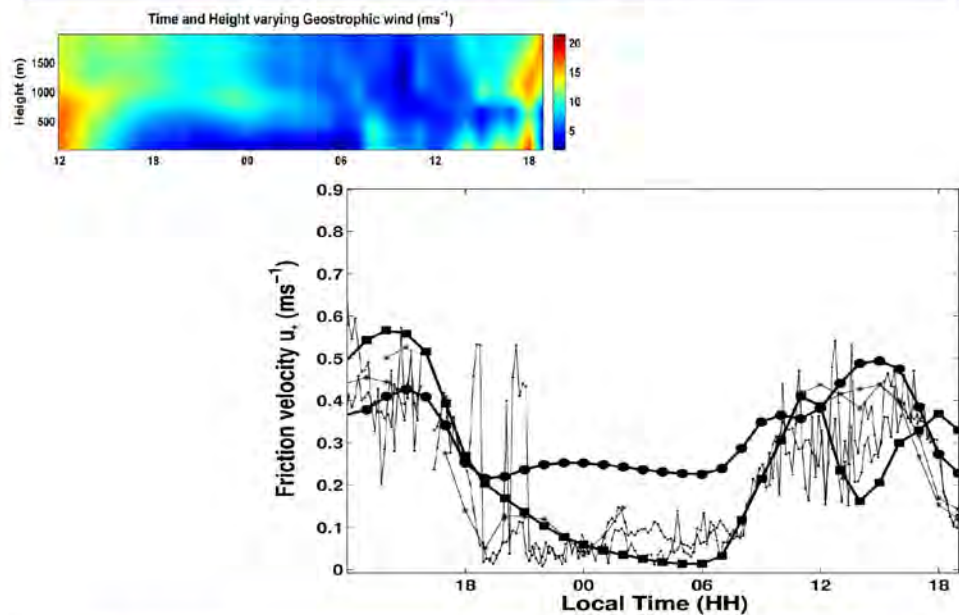 Time and Height varying Geostrophic wind (ms⁻¹)
Height (m)
1500
1000
500
12 18 00 06 12 18
20
15
10
5
Friction velocity u* (ms⁻¹)
0.9
0.8
0.7
0.6
0.5
0.4
0.3
0.2
0.1
0
18 00 06 12 18
Local Time (HH)